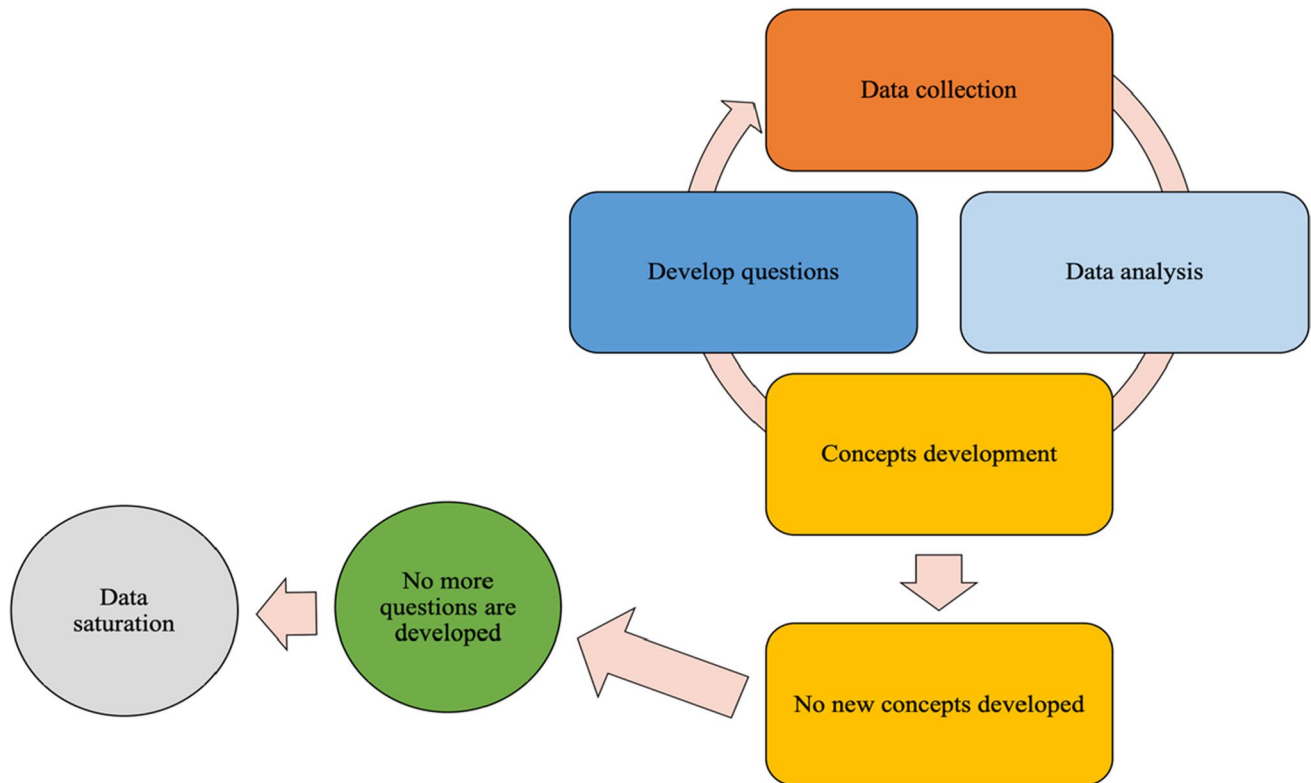 Data collection
Develop questions
Data analysis
Concepts development
No more
questions are
developed
Data
saturation
No new concepts developed